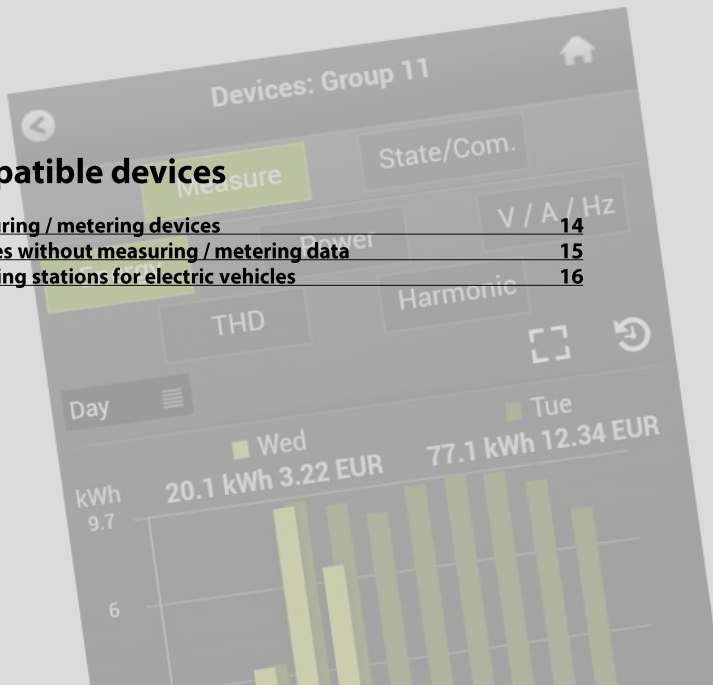 Devices: Group 11
patible devices
Measure
State/Com.
uring / metering devices 14
V / A / Hz
es without measuring / metering data 15
Power
Energy
ing stations for electric vehicles 16
THD
Harmonic
Day
Wed
Tue
20.1 kWh 3.22 EUR
77.1 kWh 12.34 EUR
kWh
9.7
6